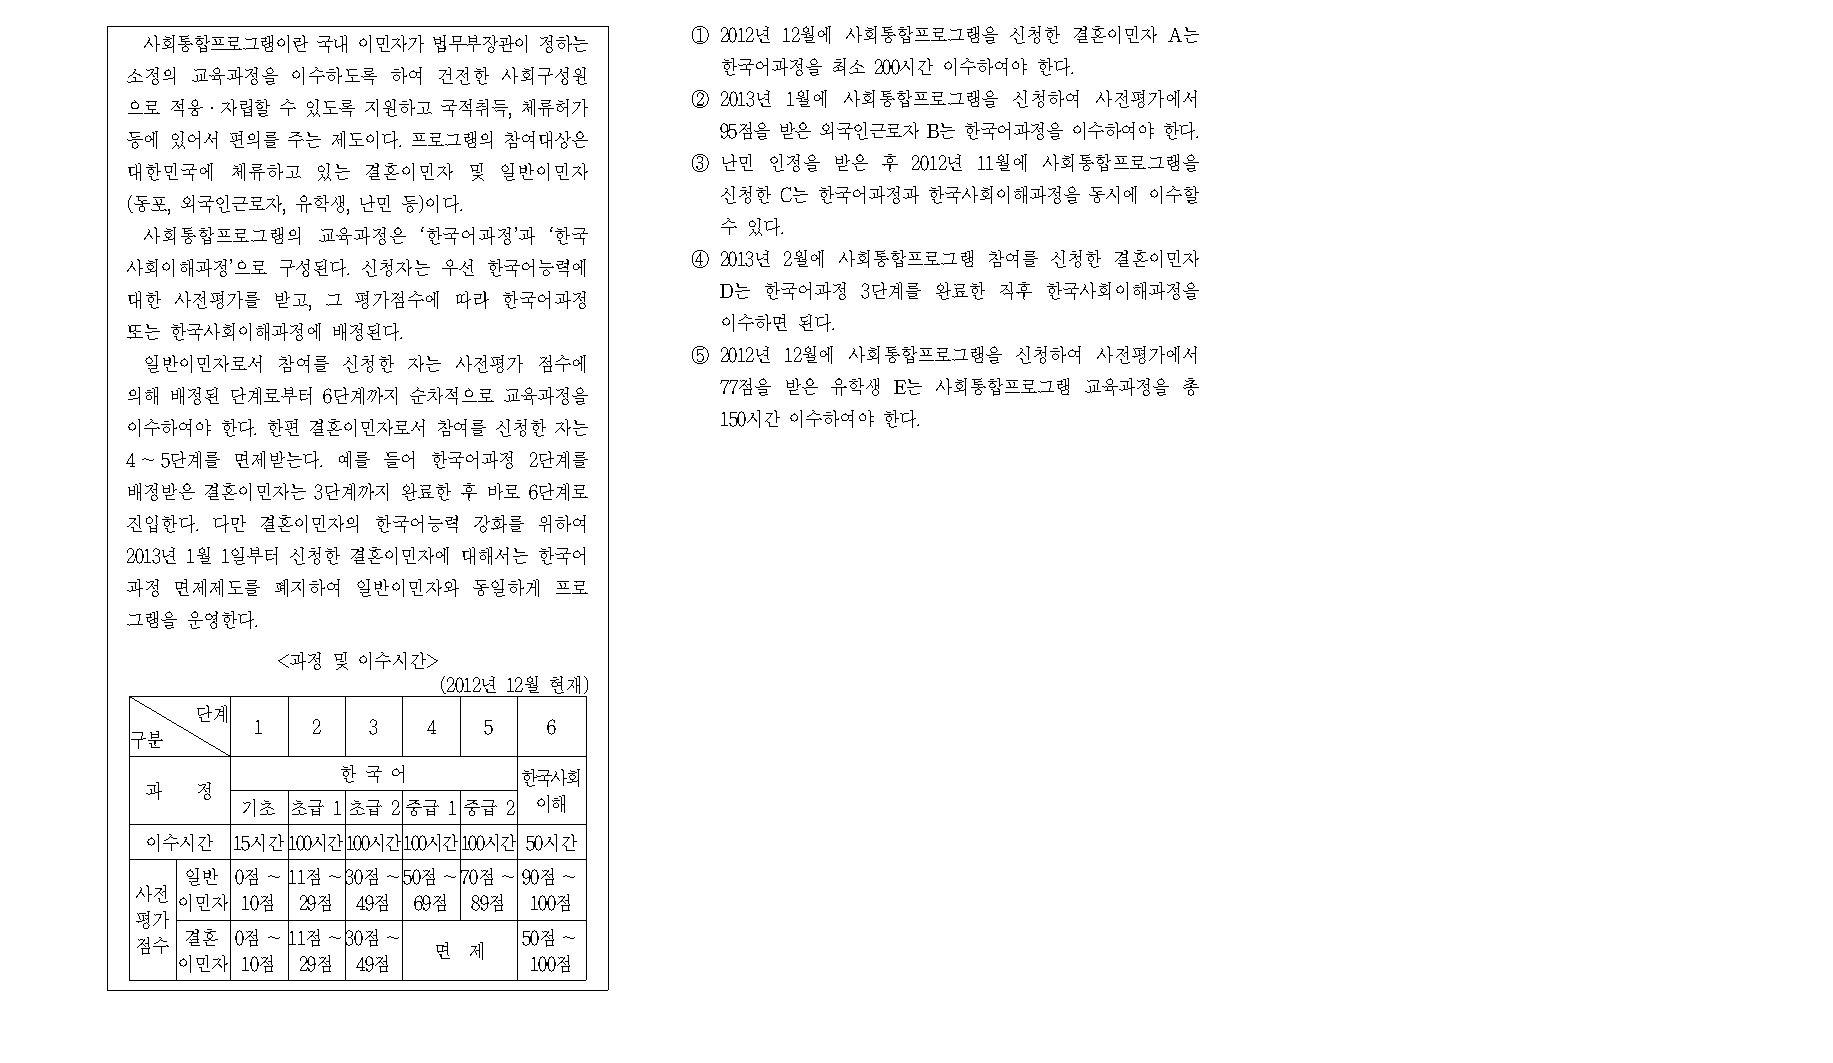 사회통합프로그램이란 국내 이민자가 법무부장관이 정하는
소정의 교육과정을 이수하도록 하여 건전한 사회구성원
으로 적응·자립할 수 있도록 지원하고 국적취득, 체류허가
등에 있어서 편의를 주는 제도이다. 프로그램의 참여대상은
대한민국에 체류하고 있는 결혼이민자 및 일반이민자
(동포, 외국인근로자, 유학생, 난민 등)이다.
사회통합프로그램의 교육과정은 ‘한국어과정’과 ‘한국
사회이해과정’으로 구성된다. 신청자는 우선 한국어능력에
대한 사전평가를 받고, 그 평가점수에 따라 한국어과정
또는 한국사회이해과정에 배정된다.
일반이민자로서 참여를 신청한 자는 사전평가 점수에
의해 배정된 단계로부터 6단계까지 순차적으로 교육과정을
이수하여야 한다. 한편 결혼이민자로서 참여를 신청한 자는
4 ~ 5단계를 면제받는다. 예를 들어 한국어과정 2단계를
배정받은 결혼이민자는 3단계까지 완료한 후 바로 6단계로
진입한다. 다만 결혼이민자의 한국어능력 강화를 위하여
2013년 1월 1일부터 신청한 결혼이민자에 대해서는 한국어
과정 면제제도를 폐지하여 일반이민자와 동일하게 프로
그램을 운영한다.
<과정 및 이수시간>
(2012년 12월 현재)
단계
구분
1 2 3 4 5 6
과 정
한 국 어
한국사회
이해
기초 초급 1 초급 2 중급 1 중급 2
이수시간 15시간 100시간 100시간 100시간 100시간 50시간
사전
평가
점수
일반
이민자
0점 ~ 11점 ~ 30점 ~ 50점 ~ 70점 ~ 90점 ~
10점 29점 49점 69점 89점 100점
결혼
이민자
0점 ~ 11점 ~ 30점 ~ 면 제 50점 ~
10점 29점 49점 100점
① 2012년 12월에 사회통합프로그램을 신청한 결혼이민자 A는
한국어과정을 최소 200시간 이수하여야 한다.
② 2013년 1월에 사회통합프로그램을 신청하여 사전평가에서
95점을 받은 외국인근로자 B는 한국어과정을 이수하여야 한다.
③ 난민 인정을 받은 후 2012년 11월에 사회통합프로그램을
신청한 C는 한국어과정과 한국사회이해과정을 동시에 이수할
수 있다.
④ 2013년 2월에 사회통합프로그램 참여를 신청한 결혼이민자
D는 한국어과정 3단계를 완료한 직후 한국사회이해과정을
이수하면 된다.
⑤ 2012년 12월에 사회통합프로그램을 신청하여 사전평가에서
77점을 받은 유학생 E는 사회통합프로그램 교육과정을 총
150시간 이수하여야 한다.